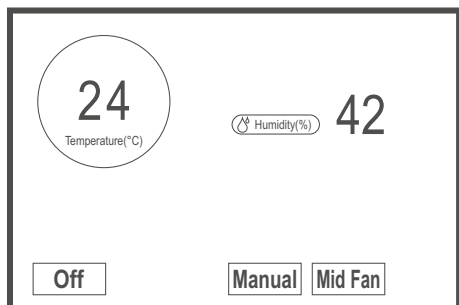 24
Temperature(°C)
Humidity(%) 42
Off Manual Mid Fan